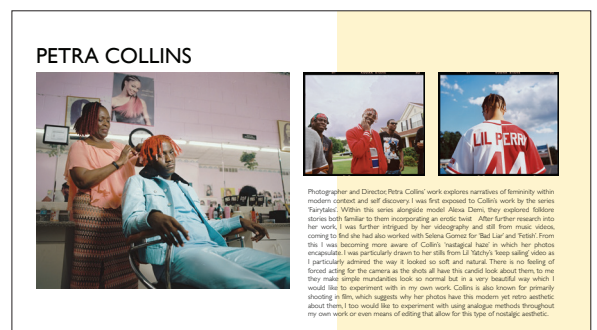 PETRA COLLINS
LIL PERRY
Photographer and Director, Petra Collins' work explores narratives of femininity within
modern context and self discovery. I was first exposed to Collin's work by the series
'Fairytales'. Within this series alongside model Alexa Demi, they explored folklore
stories both familiar to them incorporating an erotic twist After further research into
her work, I was further intrigued by her videography and still from music videos,
coming to find she had also worked with Selena Gomez for 'Bad Liar' and 'Fetish'. From
this I was becoming more aware of Collin's 'nastagical haze' in which her photos
encapsulate. I was particularly drawn to her stills from Lil Yatchy's 'keep sailing' video as
I particularly admired the way it looked so soft and natural. There is no feeling of
forced acting for the camera as the shots all have this candid look about them, to me
they make simple mundanities look so normal but in a very beautiful way which I
would like to experiment with in my own work. Collins is also known for primarily
shooting in film, which suggests why her photos have this modern yet retro aesthetic
about them, I too would like to experiment with using analogue methods throughout
my own work or even means of editing that allow for this type of nostalgic aesthetic.